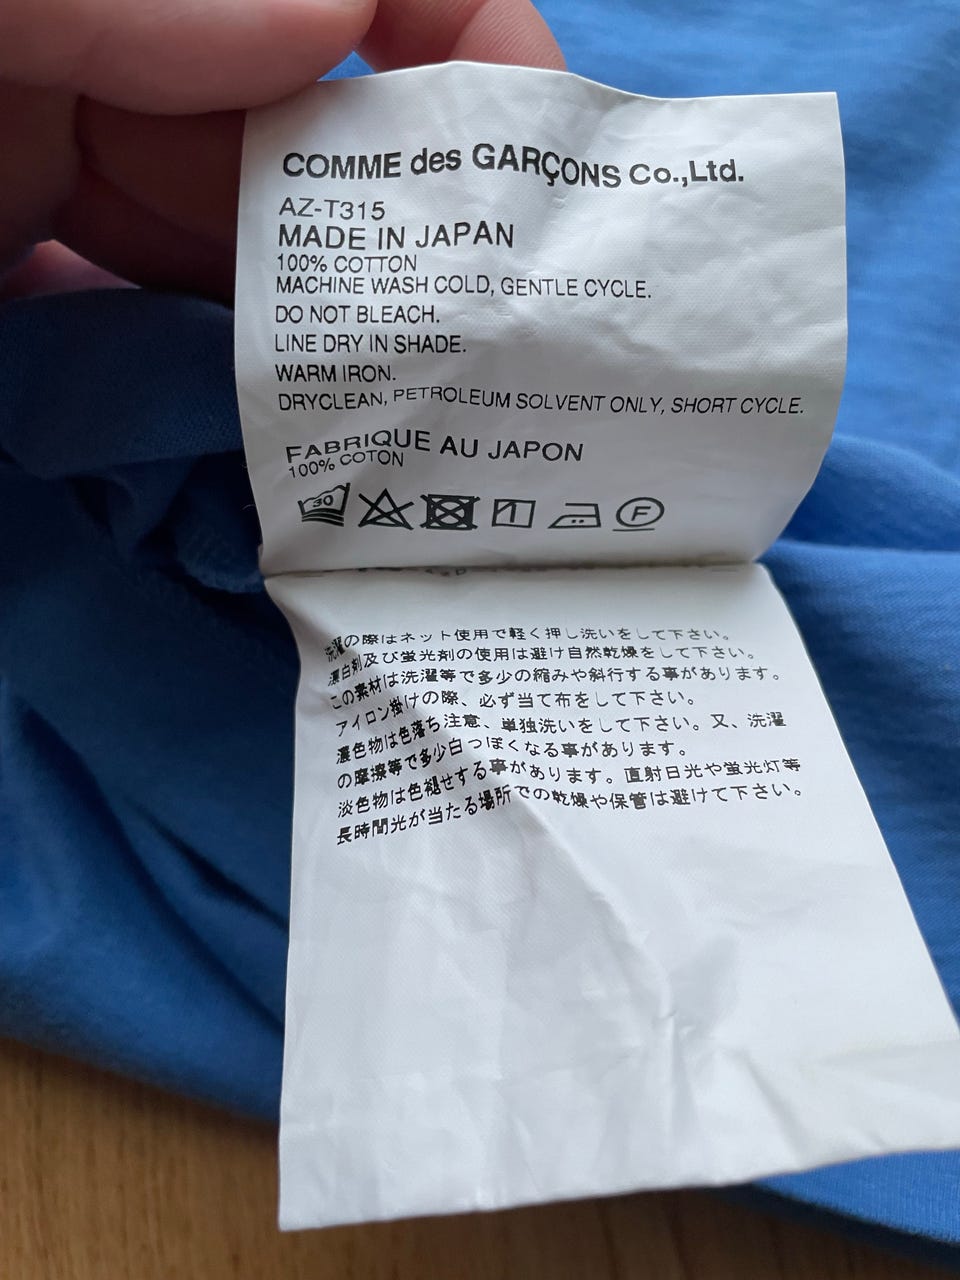 COMME des GARÇONS Co.,Ltd.
AZ-T315
MADE IN JAPAN
100% COTTON
MACHINE WASH COLD, GENTLE CYCLE.
DO NOT BLEACH.
LINE DRY IN SHADE.
WARM IRON.
DRYCLEAN, PETROLEUM SOLVENT ONLY, SHORT CYCLE.
FABRIQUE AU JAPON
100% COTON
30
F
洗濯の際はネット使用で軽く押し洗いをして下さい。
漂白剤及び蛍光剤の使用は避け自然乾燥をして下さい。
この素材は洗濯等で多少の縮みや斜行する事があります。
アイロン掛けの際、必ず当て布をして下さい。
濃色物は色落ち注意、単独洗いをして下さい。又、洗濯
の摩擦等で多少白っぽくなる事があります。
淡色物は色褪せする事があります。直射日光や蛍光灯等
長時間光が当たる場所での乾燥や保管は避けて下さい。